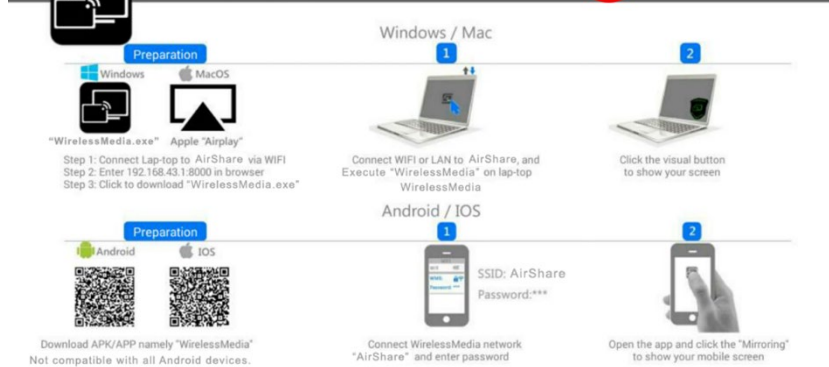 Windows / Mac
Preparation
1
2
Windows
MacOS
"WirelessMedia.exe"
Apple "Airplay"
Step 1: Connect Lap-top to AirShare via WIFI
Step 2: Enter 192.168.43.1:8000 in browser
Step 3: Click to download "WirelessMedia.exe"
Connect WIFI or LAN to AirShare, and
Execute "WirelessMedia" on lap-top
WirelessMedia
Click the visual button
to show your screen
Android / IOS
Preparation
1
2
Android
IOS
SSID: AirShare
Password:***
Download APK/APP namely "WirelessMedia"
Not compatible with all Android devices.
Connect WirelessMedia network
"AirShare" and enter password
Open the app and click the "Mirroring"
to show your mobile screen